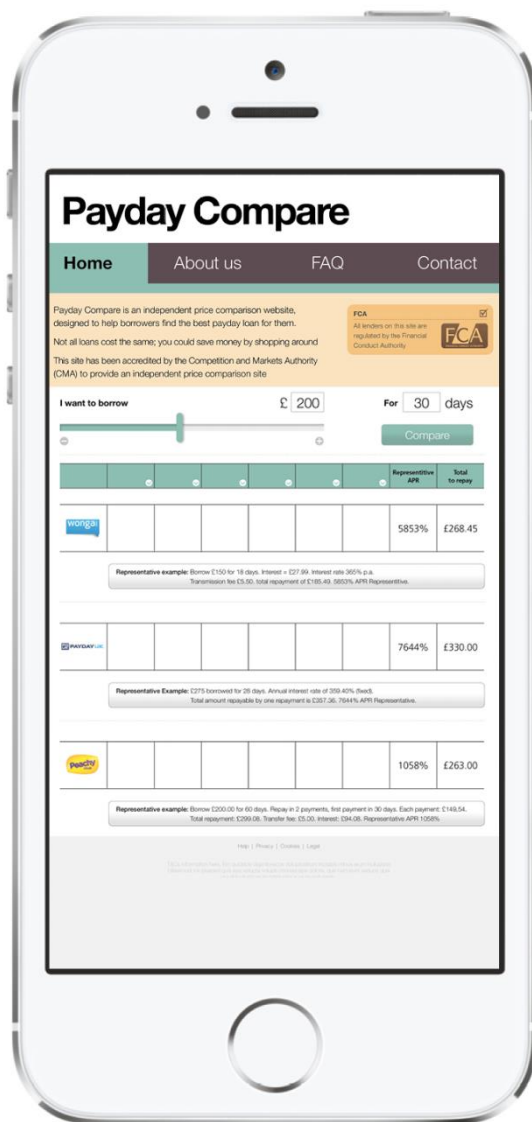 Payday Compare
Home About us FAQ Contact
Payday Compare is an independent price comparison website,
designed to help borrowers find the best payday loan for them.
Not all loans cost the same; you could save money by shopping around
This site has been accredited by the Competition and Markets Authority
(CMA) to provide an independent price comparison site
FCA
All lenders on this site are
regulated by the Financial
Conduct Authority
FCA
I want to borrow £ 200 For 30 days
Compare
Representitive
APR
Total
to repay
wonga
5853% £268.45
Representative example: Borrow £150 for 18 days. Interest = £27.99. Interest rate 365% p.a.
Transmission fee £5.50, total repayment of £185.49. 5853% APR Representitive.
PAYDAY UK
7644% £330.00
Representative Example: £275 borrowed for 26 days. Annual interest rate of 359.40% (fixed).
Total amount repayable by one repayment is £357.36. 7644% APR Representative.
Peachy
1058% £263.00
Representative example: Borrow £200.00 for 60 days. Repay in 2 payments, first payment in 30 days. Each payment: £149.54.
Total repayment: £299.08. Transfer fee: £5.00. Interest: £94.08. Representative APR 1058%
Help | Privacy | Cookies | Legal